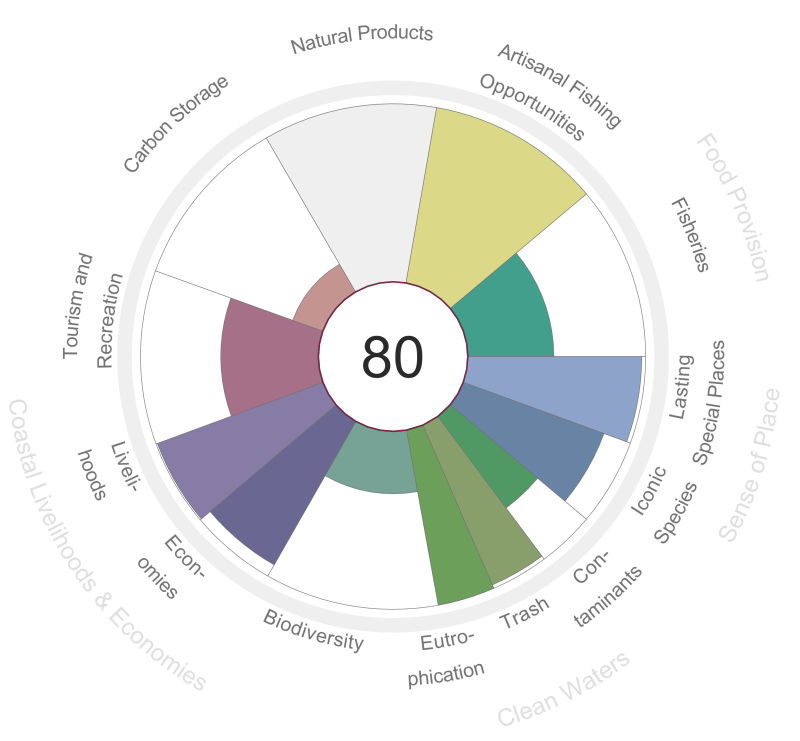 Natural Products
Artisanal Fishing
Opportunities
Carbon Storage
Food Provision
Fisheries
Tourism and
Recreation
80
Lasting
Special Places
Sense of Place
Iconic
Species
Liveli-
hoods
Coastal Livelihoods & Economies
Econ-
omies
Con-
taminants
Trash
Biodiversity
Eutro-
phication
Clean Waters